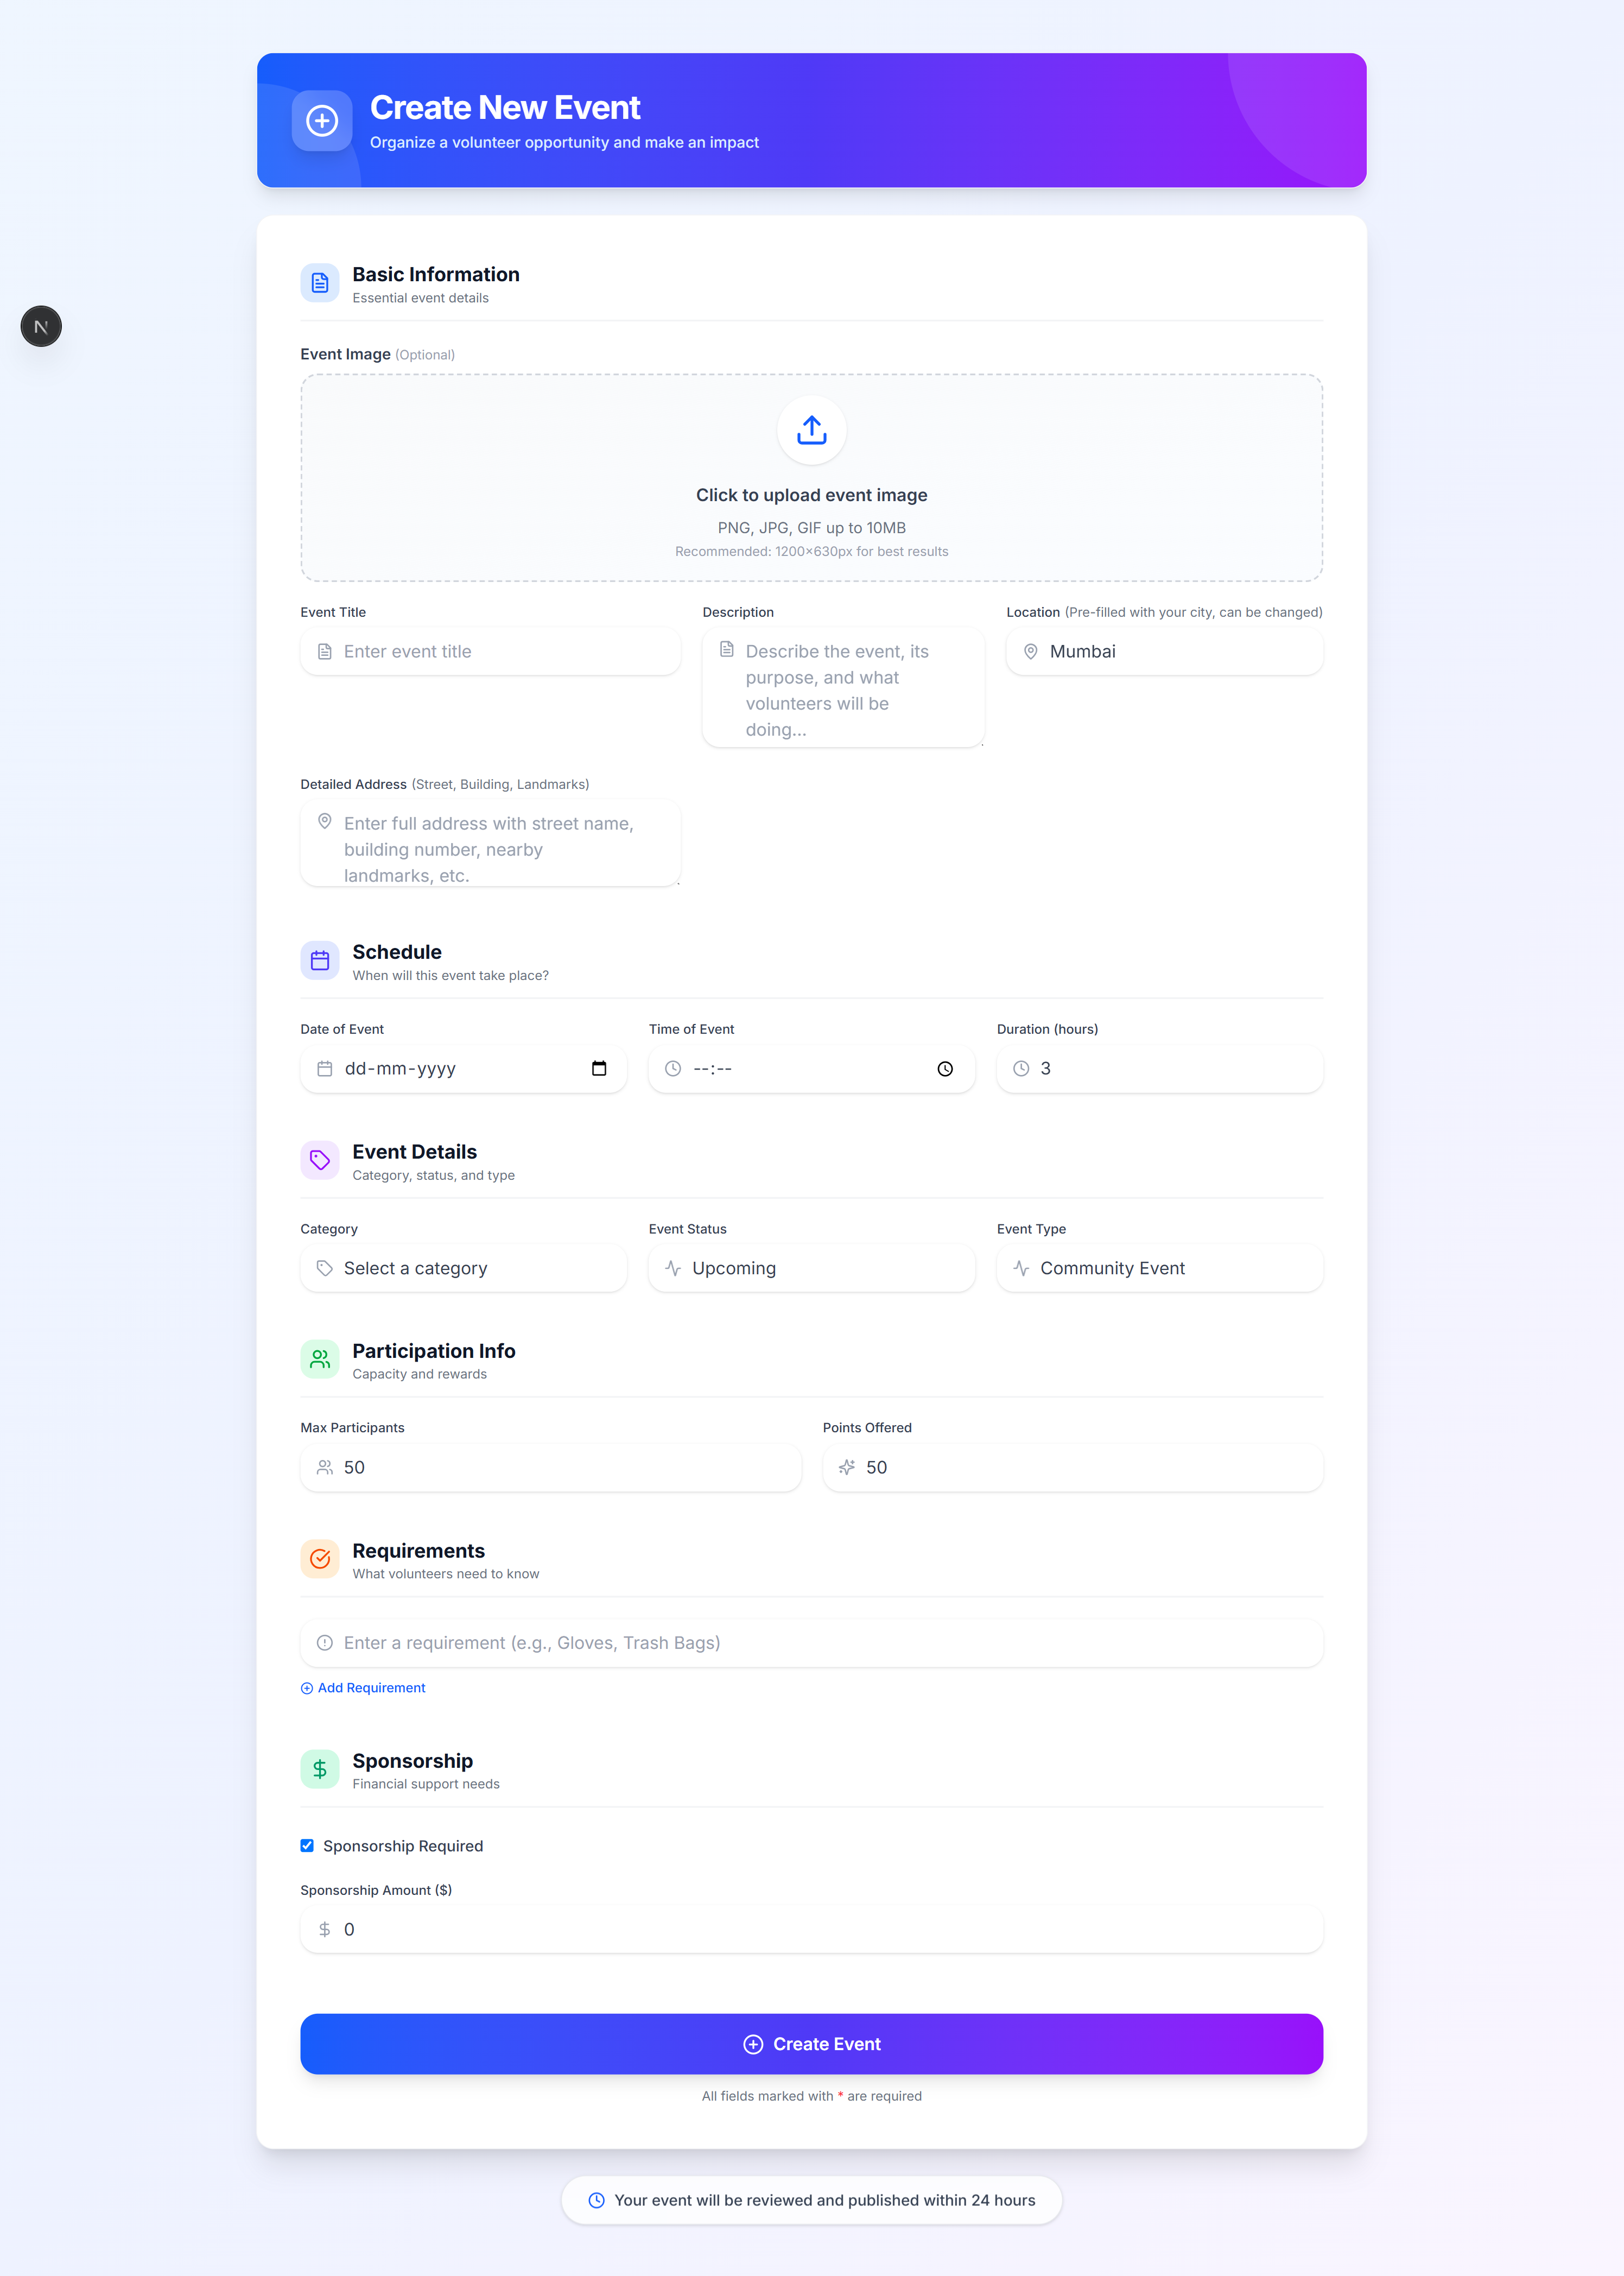 Create New Event
Organize a volunteer opportunity and make an impact
N
Basic Information
Essential event details
Event Image (Optional)
Click to upload event image
PNG, JPG, GIF up to 10MB
Recommended: 1200×630px for best results
Event Title
Enter event title
Description
Describe the event, its
purpose, and what
volunteers will be
doing...
Location (Pre-filled with your city, can be changed)
Mumbai
Detailed Address (Street, Building, Landmarks)
Enter full address with street name,
building number, nearby
landmarks, etc.
Schedule
When will this event take place?
Date of Event
dd-mm-yyyy
Time of Event
--:--
Duration (hours)
3
Event Details
Category, status, and type
Category
Select a category
Event Status
Upcoming
Event Type
Community Event
Participation Info
Capacity and rewards
Max Participants
50
Points Offered
50
Requirements
What volunteers need to know
Enter a requirement (e.g., Gloves, Trash Bags)
Add Requirement
$
Sponsorship
Financial support needs
Sponsorship Required
Sponsorship Amount ($)
$ 0
Create Event
All fields marked with * are required
Your event will be reviewed and published within 24 hours